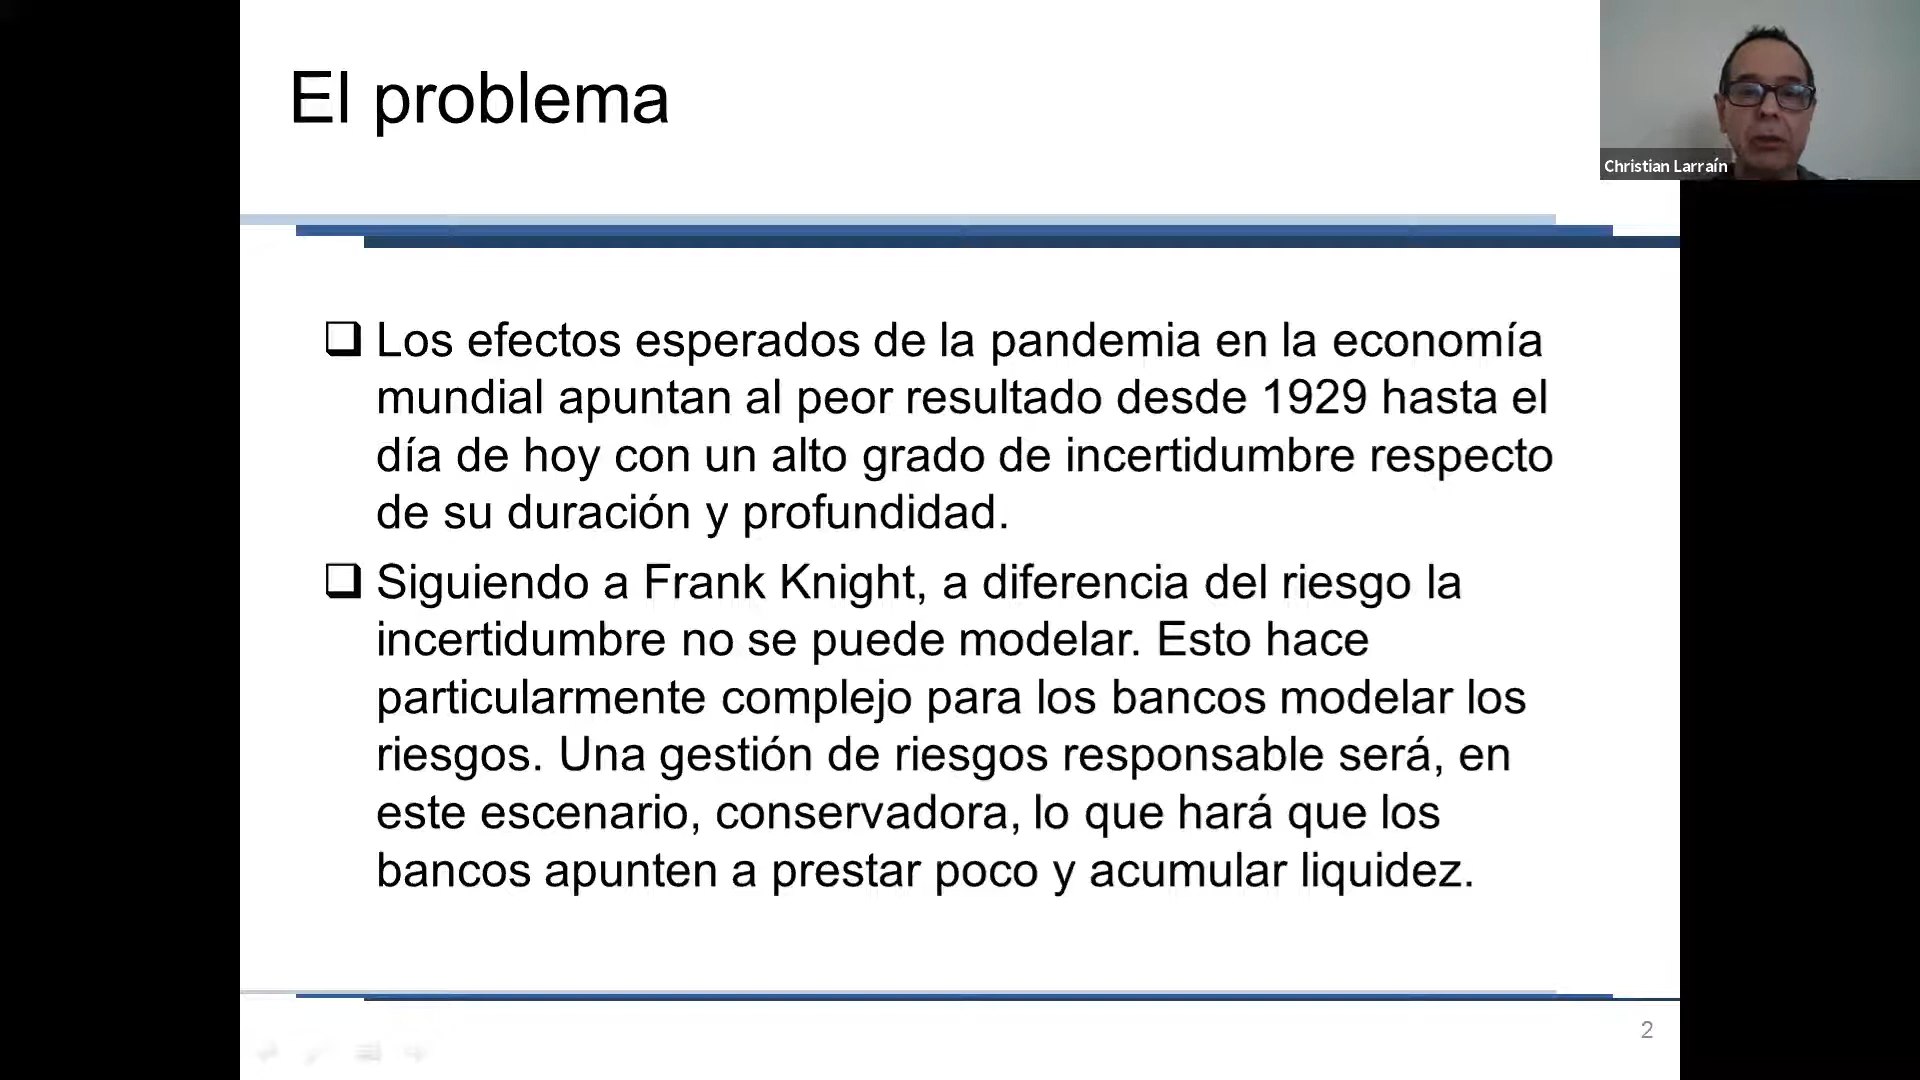 El problema
Christian Larraín
Los efectos esperados de la pandemia en la economía
mundial apuntan al peor resultado desde 1929 hasta el
día de hoy con un alto grado de incertidumbre respecto
de su duración y profundidad.
Siguiendo a Frank Knight, a diferencia del riesgo la
incertidumbre no se puede modelar. Esto hace
particularmente complejo para los bancos modelar los
riesgos. Una gestión de riesgos responsable será, en
este escenario, conservadora, lo que hará que los
bancos apunten a prestar poco y acumular liquidez.
2